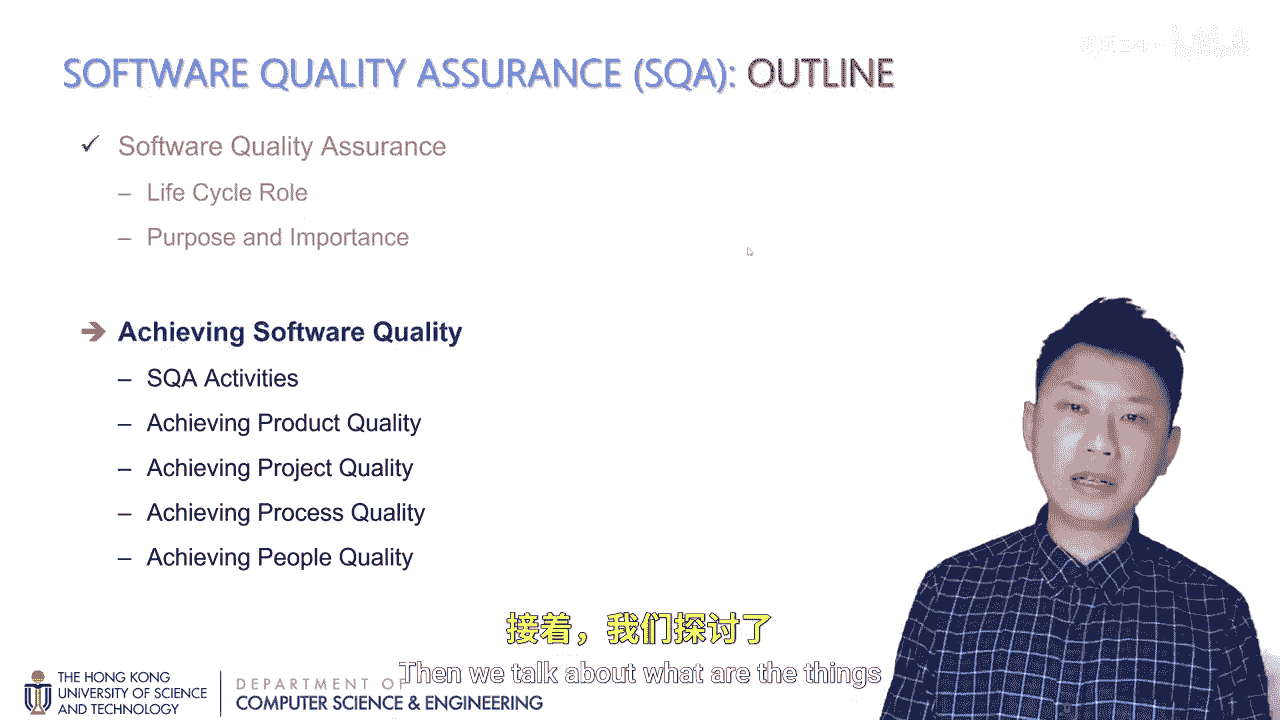 SOFTWARE QUALITY ASSURANCE (SQA): OUTLINE
✓ Software Quality Assurance
– Life Cycle Role
– Purpose and Importance
➔ Achieving Software Quality
– SQA Activities
– Achieving Product Quality
– Achieving Project Quality
– Achieving Process Quality
– Achieving People Quality
接着，我们探讨了
Then we talk about what are the things
THE HONG KONG
UNIVERSITY OF SCIENCE
AND TECHNOLOGY
DEPARTMENT OF
COMPUTER SCIENCE & ENGINEERING